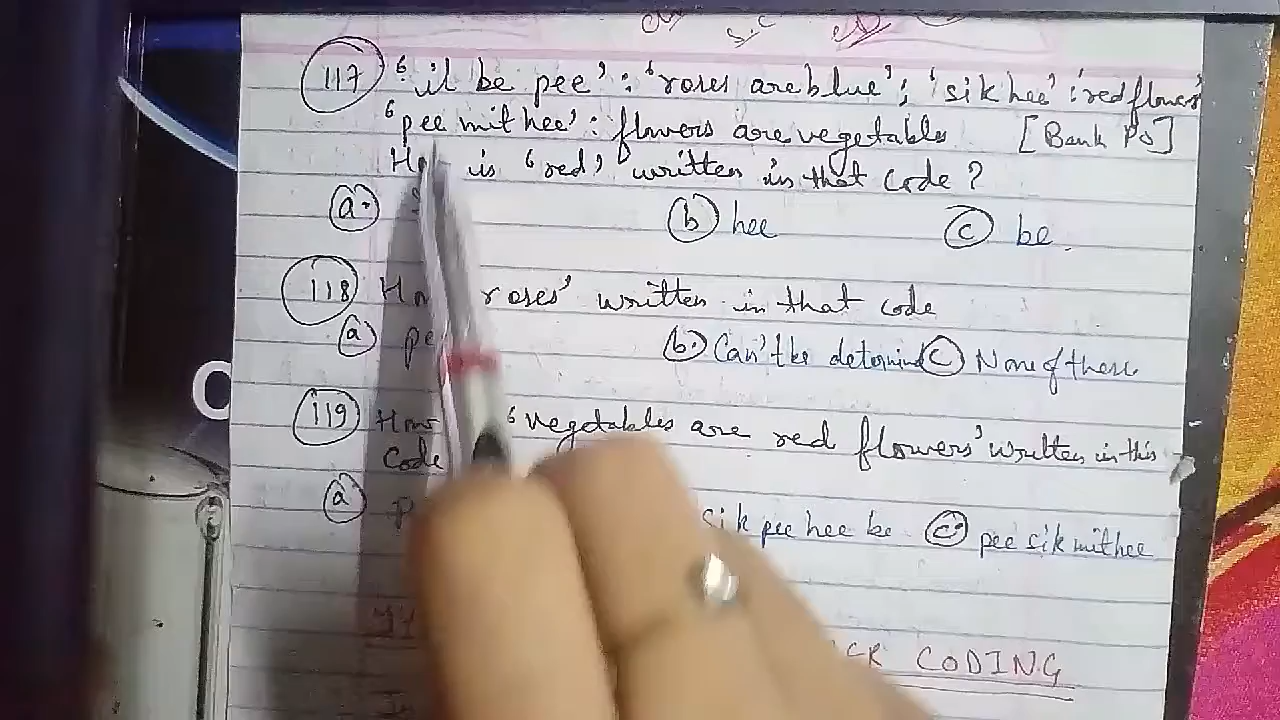 117 'il be pee' : 'roses are blue' ; 'sik hee' : 'red flowers'
'pee mit hee' : flowers are vegetable [Bank PO]
is 'red' written in that code ?
a. b hee c be.
118 roses' written in that code
a b. Can't be determined c None of these
119 How 'vegetables are red flowers' written in this
Code
a sik pee hee be c. pee sik mit hee
CODING